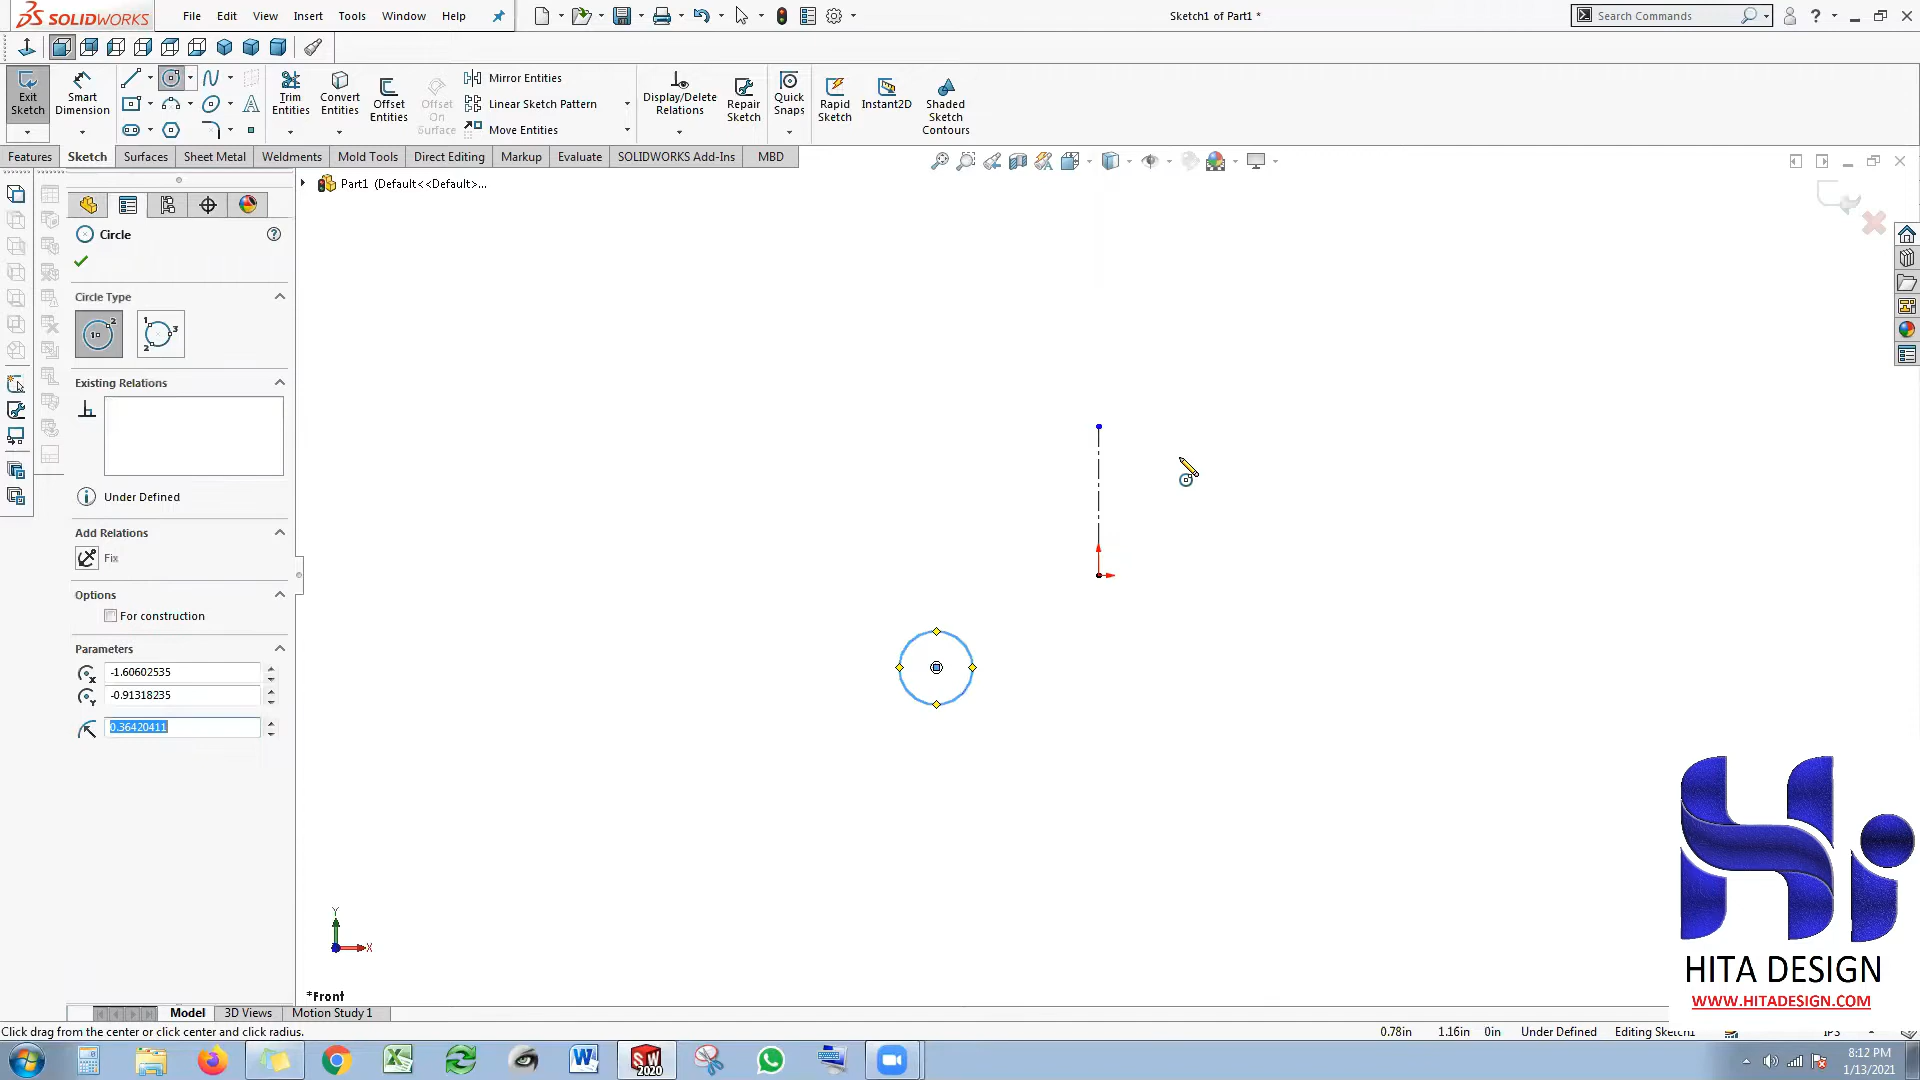 SOLIDWORKS
File Edit View Insert Tools Window Help
Sketch1 of Part1 *
Search Commands
Exit Sketch
Smart Dimension
Trim Entities
Convert Entities
Offset Entities
Offset On Surface
Mirror Entities
Linear Sketch Pattern
Move Entities
Display/Delete Relations
Repair Sketch
Quick Snaps
Rapid Sketch
Instant2D
Shaded Sketch Contours
Features Sketch Surfaces Sheet Metal Weldments Mold Tools Direct Editing Markup Evaluate SOLIDWORKS Add-Ins MBD
Part1 (Default<<Default>...
Circle
Circle Type
Existing Relations
Under Defined
Add Relations
Fix
Options
For construction
Parameters
-1.60602535
-0.91318235
0.36420411
Y
X
*Front
Model 3D Views Motion Study 1
Click drag from the center or click center and click radius.
0.78in 1.16in 0in Under Defined Editing Sketch1
HITA DESIGN
WWW.HITADESIGN.COM
SW 2020
8:12 PM
1/13/2021